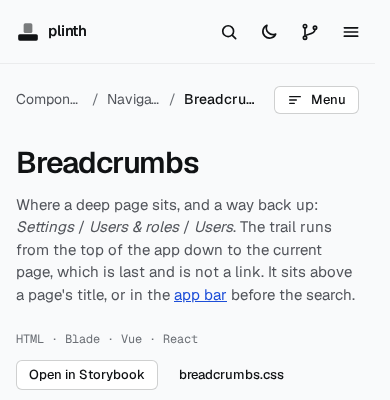 plinth
Compon... / Naviga... / Breadcru... Menu
Breadcrumbs
Where a deep page sits, and a way back up:
Settings / Users & roles / Users. The trail runs
from the top of the app down to the current
page, which is last and is not a link. It sits above
a page's title, or in the app bar before the search.
HTML · Blade · Vue · React
Open in Storybook breadcrumbs.css